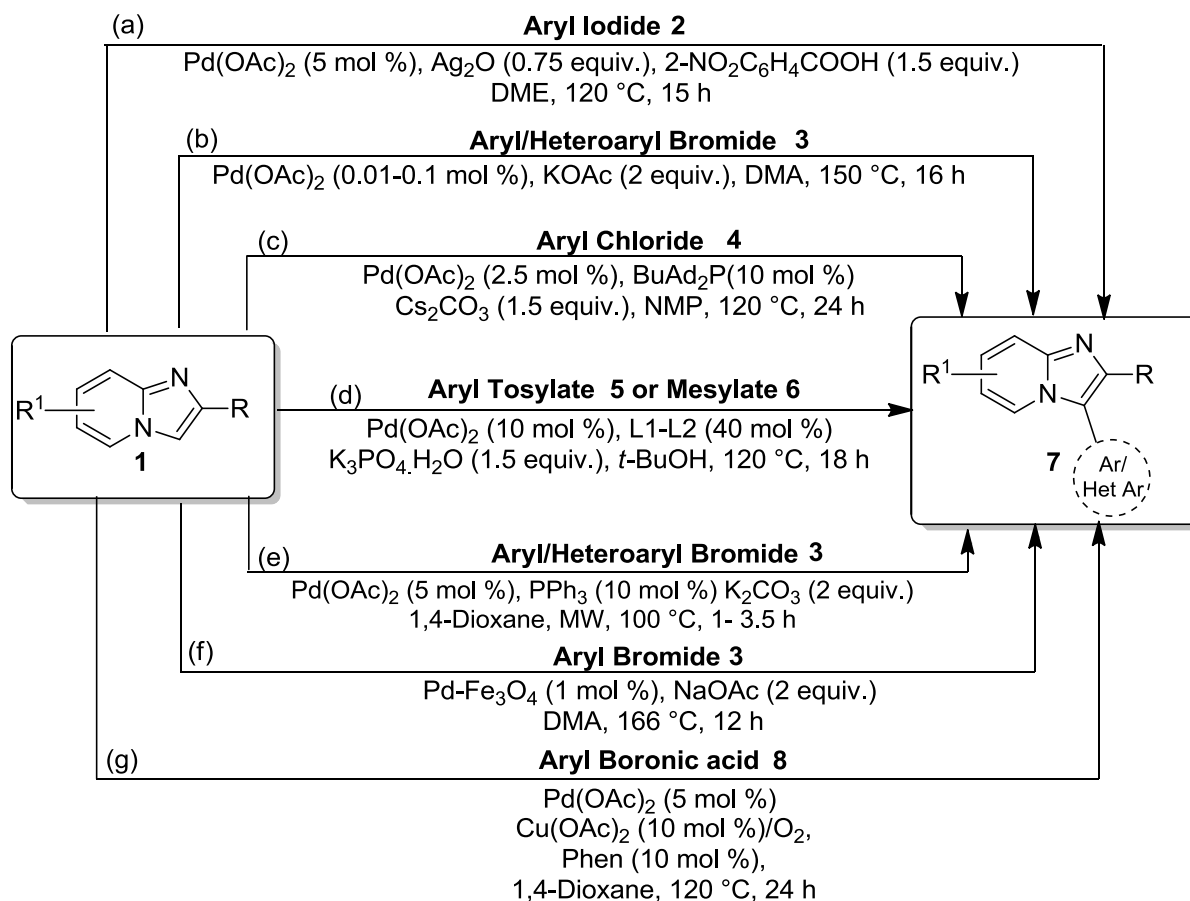 (a)
Aryl Iodide 2
Pd(OAc)₂ (5 mol %), Ag₂O (0.75 equiv.), 2-NO₂C₆H₄COOH (1.5 equiv.)
DME, 120 °C, 15 h
(b)
Aryl/Heteroaryl Bromide 3
Pd(OAc)₂ (0.01-0.1 mol %), KOAc (2 equiv.), DMA, 150 °C, 16 h
(c)
Aryl Chloride 4
Pd(OAc)₂ (2.5 mol %), BuAd₂P(10 mol %)
Cs₂CO₃ (1.5 equiv.), NMP, 120 °C, 24 h
R¹
N
N
R
1
(d)
Aryl Tosylate 5 or Mesylate 6
Pd(OAc)₂ (10 mol %), L1-L2 (40 mol %)
K₃PO₄.H₂O (1.5 equiv.), t-BuOH, 120 °C, 18 h
R¹
N
N
R
7
Ar/
Het Ar
(e)
Aryl/Heteroaryl Bromide 3
Pd(OAc)₂ (5 mol %), PPh₃ (10 mol %) K₂CO₃ (2 equiv.)
1,4-Dioxane, MW, 100 °C, 1- 3.5 h
(f)
Aryl Bromide 3
Pd-Fe₃O₄ (1 mol %), NaOAc (2 equiv.)
DMA, 166 °C, 12 h
(g)
Aryl Boronic acid 8
Pd(OAc)₂ (5 mol %)
Cu(OAc)₂ (10 mol %)/O₂,
Phen (10 mol %),
1,4-Dioxane, 120 °C, 24 h